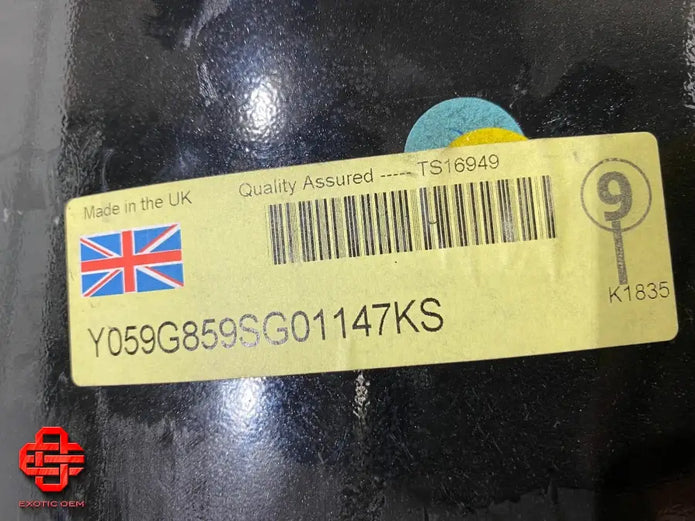 Made in the UK
Quality Assured ----- TS16949
9
K1835
Y059G859SG01147KS
EXOTIC OEM